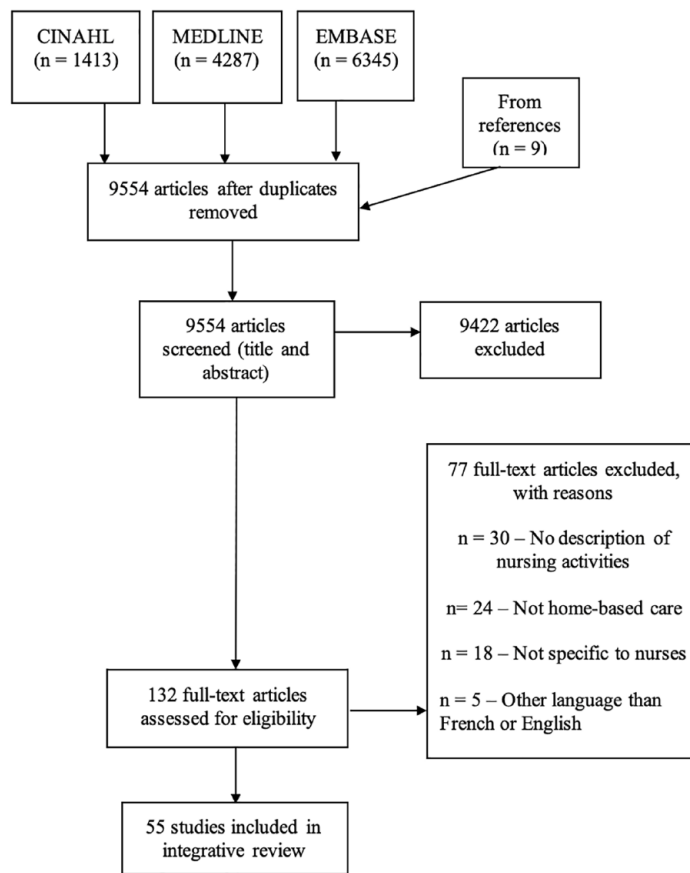 CINAHL
(n = 1413)
MEDLINE
(n = 4287)
EMBASE
(n = 6345)
From
references
(n = 9)
9554 articles after duplicates
removed
9554 articles
screened (title and
abstract)
9422 articles
excluded
77 full-text articles excluded,
with reasons
n = 30 – No description of
nursing activities
n= 24 – Not home-based care
n = 18 – Not specific to nurses
n = 5 – Other language than
French or English
132 full-text articles
assessed for eligibility
55 studies included in
integrative review